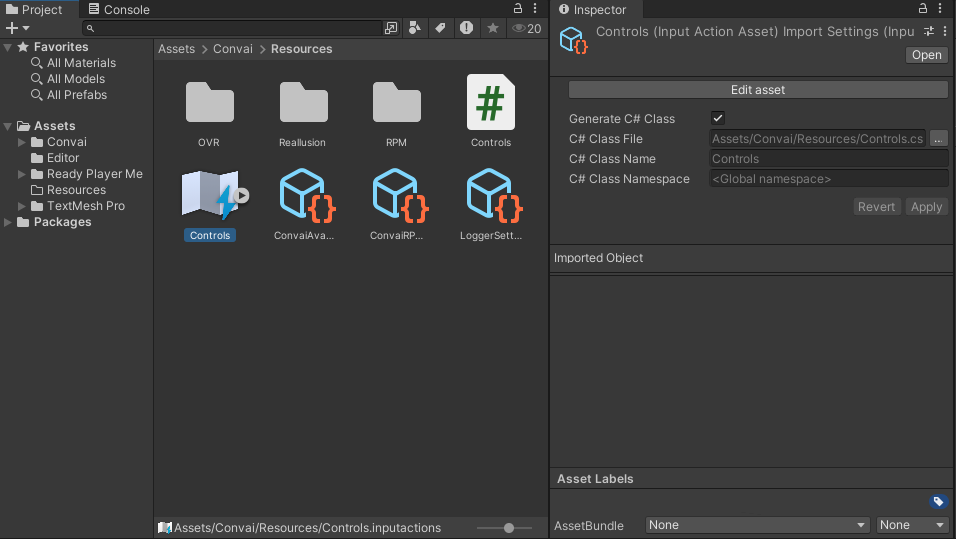 Project
Console
20
Favorites
All Materials
All Models
All Prefabs
Assets
Convai
Editor
Ready Player Me
Resources
TextMesh Pro
Packages
Assets > Convai > Resources
OVR
Reallusion
RPM
#
Controls
Controls
ConvaiAva...
ConvaiRP...
LoggerSett...
Assets/Convai/Resources/Controls.inputactions
Inspector
Controls (Input Action Asset) Import Settings (Inpu
Open
Edit asset
Generate C# Class
C# Class File Assets/Convai/Resources/Controls.cs ...
C# Class Name Controls
C# Class Namespace <Global namespace>
Revert Apply
Imported Object
Asset Labels
AssetBundle None None